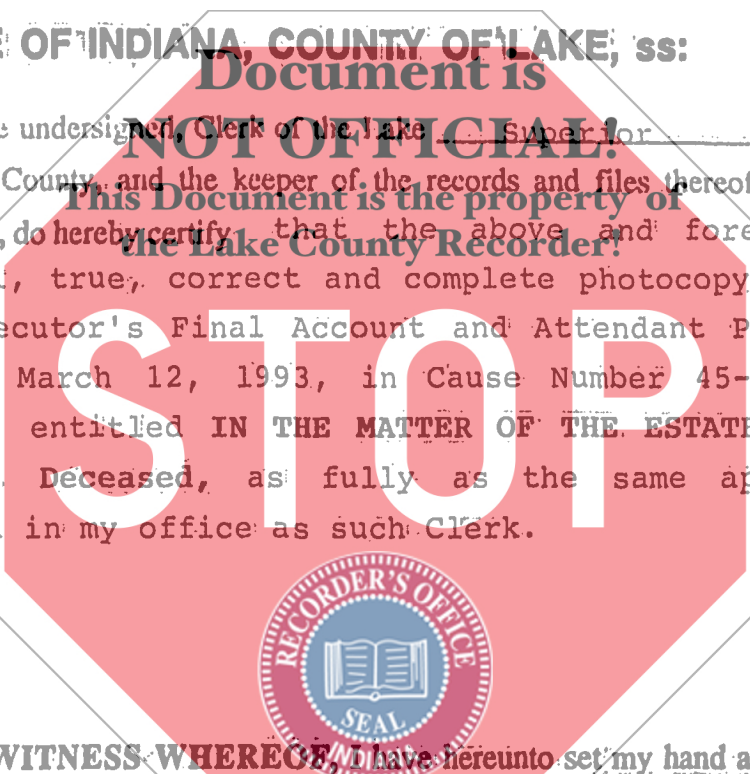 E OF INDIANA, COUNTY OF LAKE, ss:
Document is
e undersigned, Clerk of the Lake Superior
NOT OFFICIAL!
County, and the keeper of the records and files thereof
This Document is the property of
, do hereby certify that the above and fore
the Lake County Recorder!
, true, correct and complete photocopy
ecutor's Final Account and Attendant P
March 12, 1993, in Cause Number 45-
entitled IN THE MATTER OF THE ESTATE
Deceased, as fully as the same ap
in my office as such Clerk.
STOP
RECORDER'S OFFICE
SEAL
INDIANA
WITNESS WHEREOF, I have hereunto set my hand a